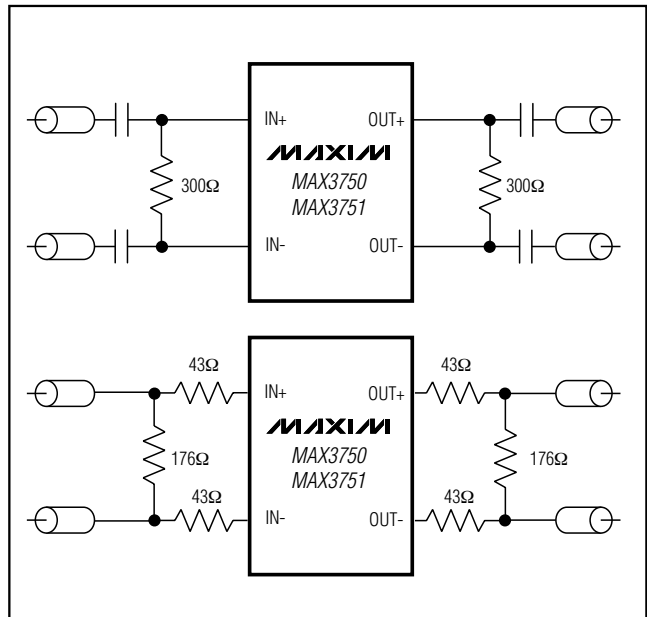 IN+ OUT+
MAXIM
300Ω MAX3750 300Ω
MAX3751
IN- OUT-
43Ω 43Ω
IN+ OUT+
MAXIM
176Ω MAX3750 176Ω
MAX3751
43Ω 43Ω
IN- OUT-